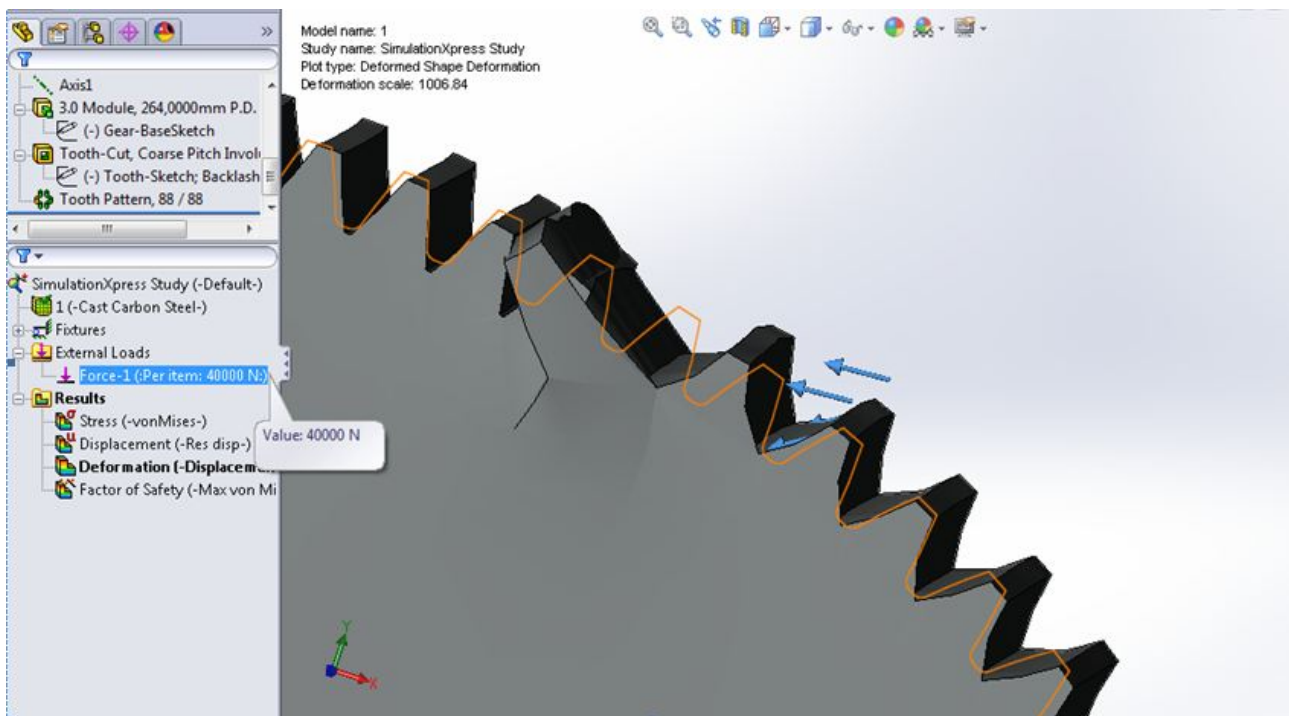 »
Model name: 1
Study name: SimulationXpress Study
Plot type: Deformed Shape Deformation
Deformation scale: 1006.84
Axis1
3.0 Module, 264,0000mm P.D.
(-) Gear-BaseSketch
Tooth-Cut, Coarse Pitch Invol
(-) Tooth-Sketch; Backlash
Tooth Pattern, 88 / 88
SimulationXpress Study (-Default-)
1 (-Cast Carbon Steel-)
Fixtures
External Loads
Force-1 (:Per item: 40000 N:)
Results
Stress (-vonMises-)
Displacement (-Res disp-)
Value: 40000 N
Deformation (-Displacemen
Factor of Safety (-Max von Mi
Y
X